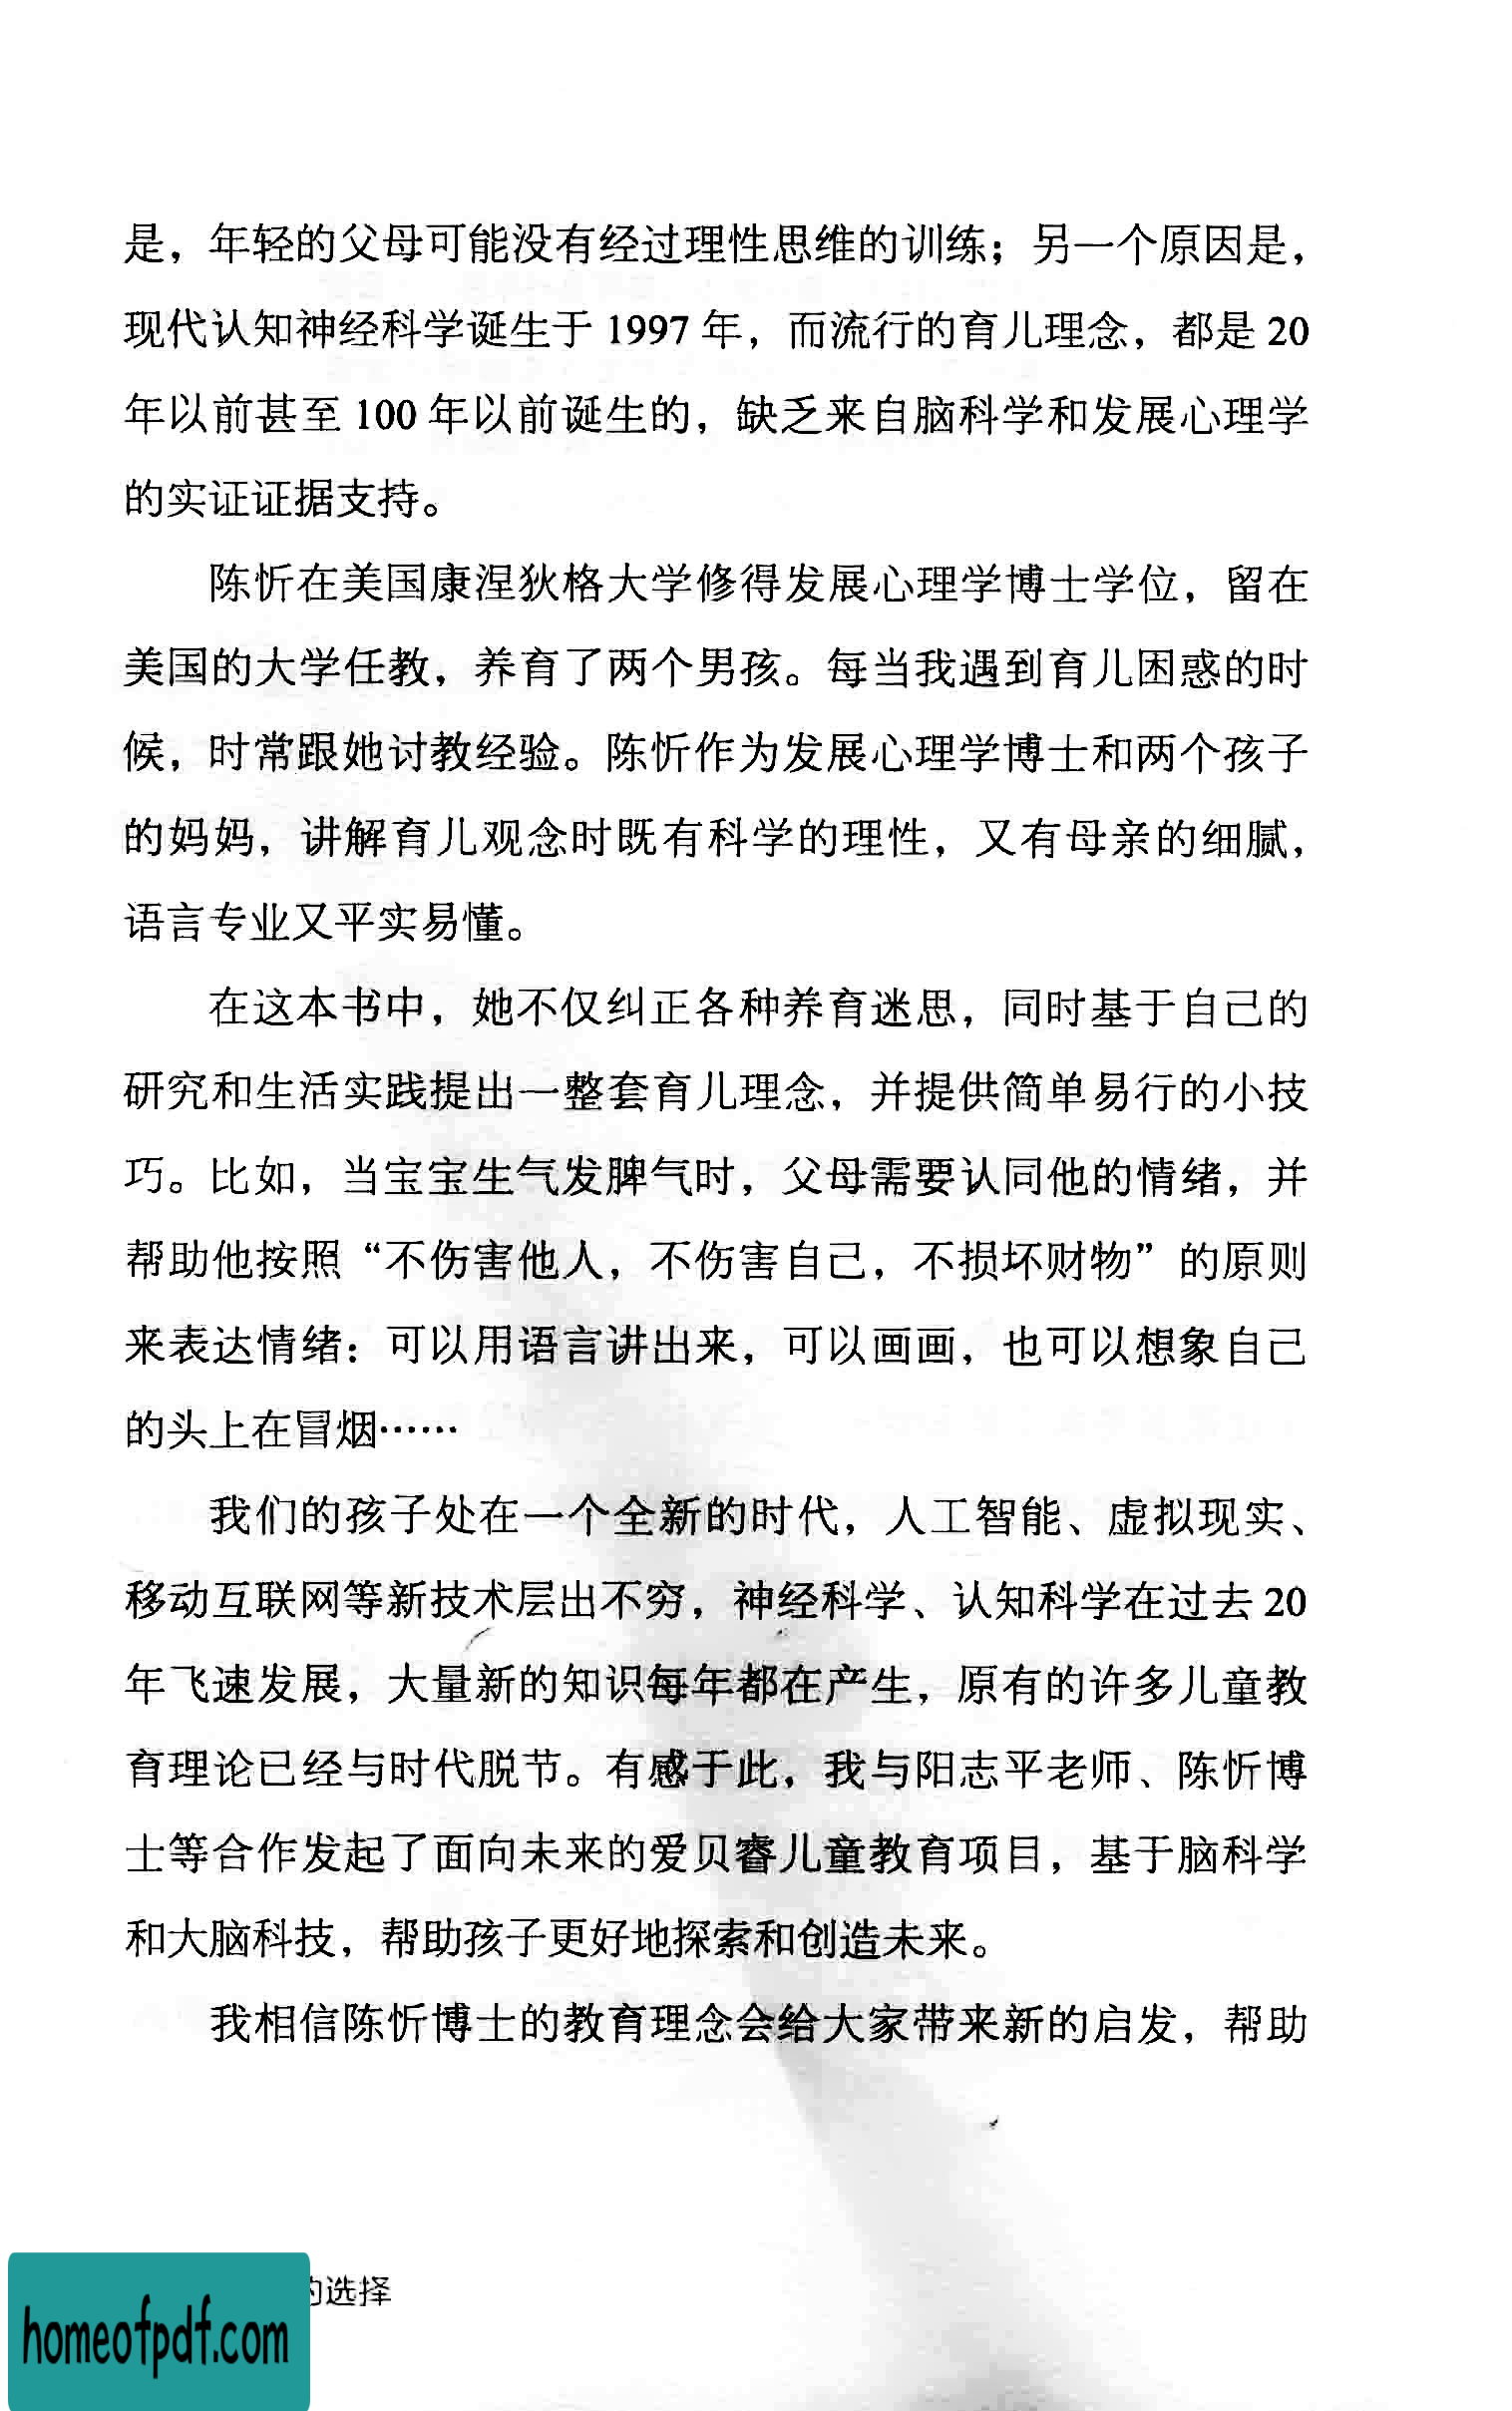 是，年轻的父母可能没有经过理性思维的训练；另一个原因是，
现代认知神经科学诞生于 1997 年，而流行的育儿理念，都是 20
年以前甚至 100 年以前诞生的，缺乏来自脑科学和发展心理学
的实证证据支持。
陈忻在美国康涅狄格大学修得发展心理学博士学位，留在
美国的大学任教，养育了两个男孩。每当我遇到育儿困惑的时
候，时常跟她讨教经验。陈忻作为发展心理学博士和两个孩子
的妈妈，讲解育儿观念时既有科学的理性，又有母亲的细腻，
语言专业又平实易懂。
在这本书中，她不仅纠正各种养育迷思，同时基于自己的
研究和生活实践提出一整套育儿理念，并提供简单易行的小技
巧。比如，当宝宝生气发脾气时，父母需要认同他的情绪，并
帮助他按照“不伤害他人，不伤害自己，不损坏财物”的原则
来表达情绪：可以用语言讲出来，可以画画，也可以想象自己
的头上在冒烟……
我们的孩子处在一个全新的时代，人工智能、虚拟现实、
移动互联网等新技术层出不穷，神经科学、认知科学在过去 20
年飞速发展，大量新的知识每年都在产生，原有的许多儿童教
育理论已经与时代脱节。有感于此，我与阳志平老师、陈忻博
士等合作发起了面向未来的爱贝睿儿童教育项目，基于脑科学
和大脑科技，帮助孩子更好地探索和创造未来。
我相信陈忻博士的教育理念会给大家带来新的启发，帮助
的选择
homeofpdf.com